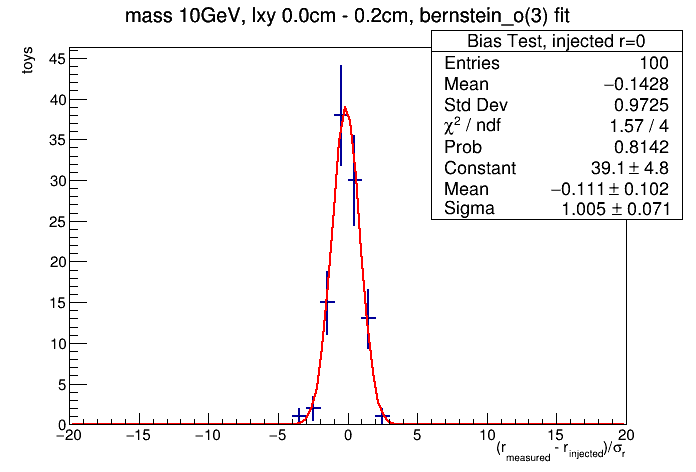 mass 10GeV, lxy 0.0cm - 0.2cm, bernstein_o(3) fit
toys
Bias Test, injected r=0
Entries 100
Mean −0.1428
Std Dev 0.9725
χ² / ndf 1.57 / 4
Prob 0.8142
Constant 39.1 ± 4.8
Mean −0.111 ± 0.102
Sigma 1.005 ± 0.071
45
40
35
30
25
20
15
10
5
0
−20 −15 −10 −5 0 5 10 15 20
(r_measured - r_injected)/σ_r